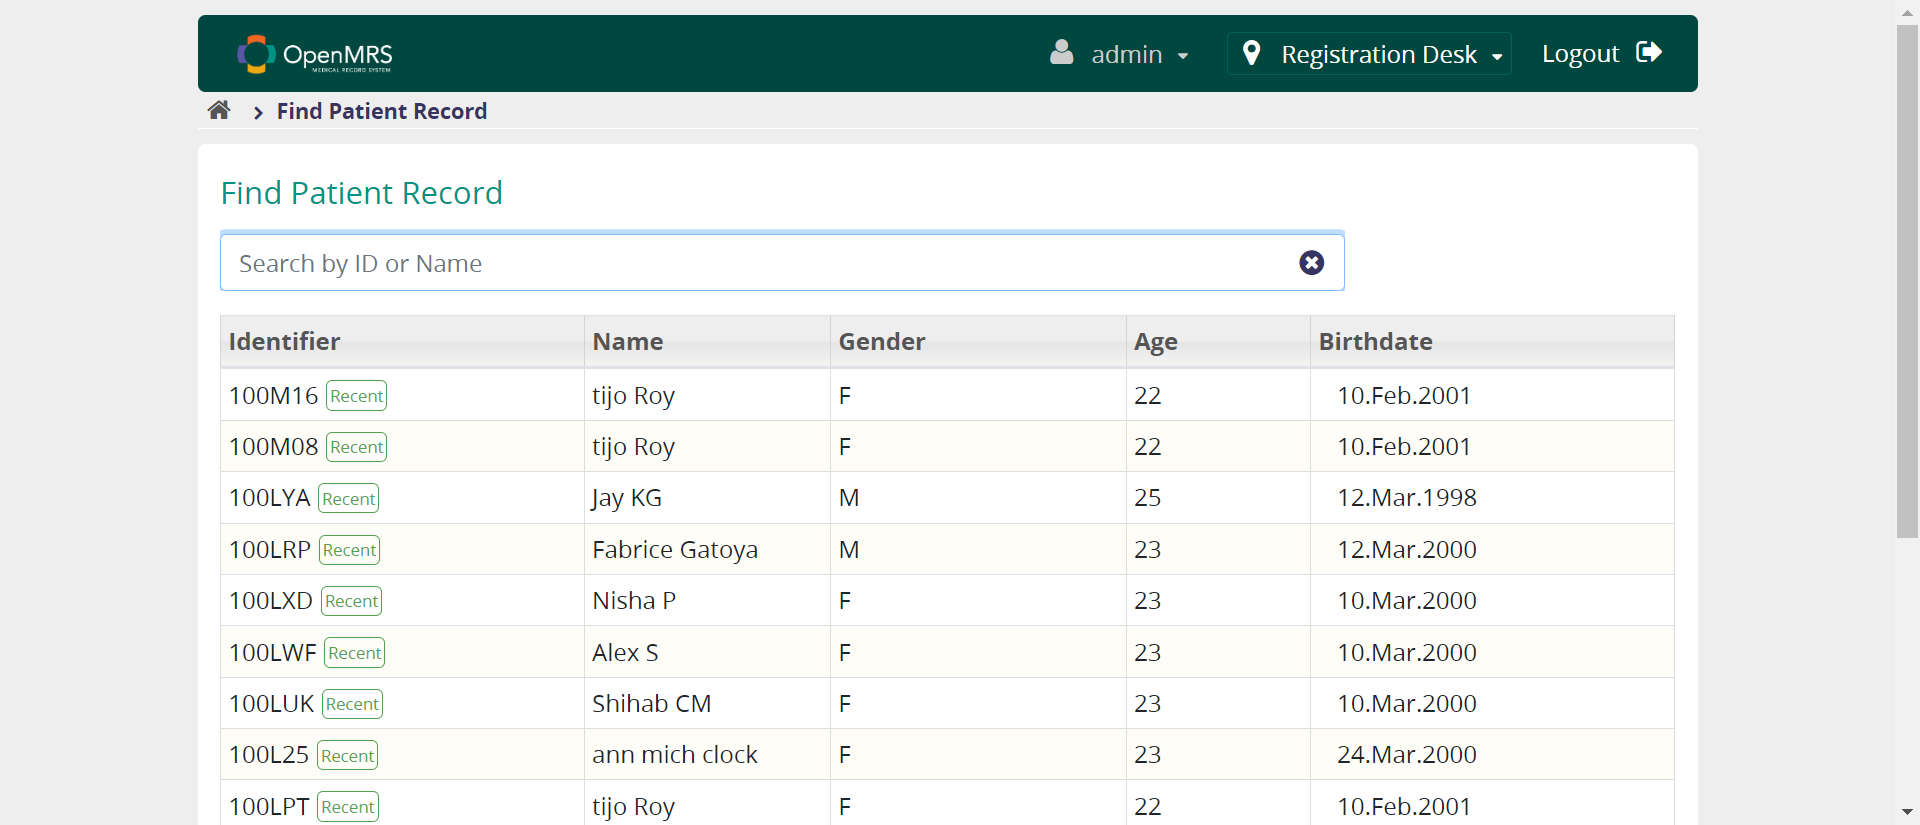 OpenMRS
MEDICAL RECORD SYSTEM
admin
Registration Desk
Logout
Find Patient Record
Find Patient Record
Search by ID or Name
Identifier Name Gender Age Birthdate
100M16 Recent tijo Roy F 22 10.Feb.2001
100M08 Recent tijo Roy F 22 10.Feb.2001
100LYA Recent Jay KG M 25 12.Mar.1998
100LRP Recent Fabrice Gatoya M 23 12.Mar.2000
100LXD Recent Nisha P F 23 10.Mar.2000
100LWF Recent Alex S F 23 10.Mar.2000
100LUK Recent Shihab CM F 23 10.Mar.2000
100L25 Recent ann mich clock F 23 24.Mar.2000
100LPT Recent tijo Roy F 22 10.Feb.2001